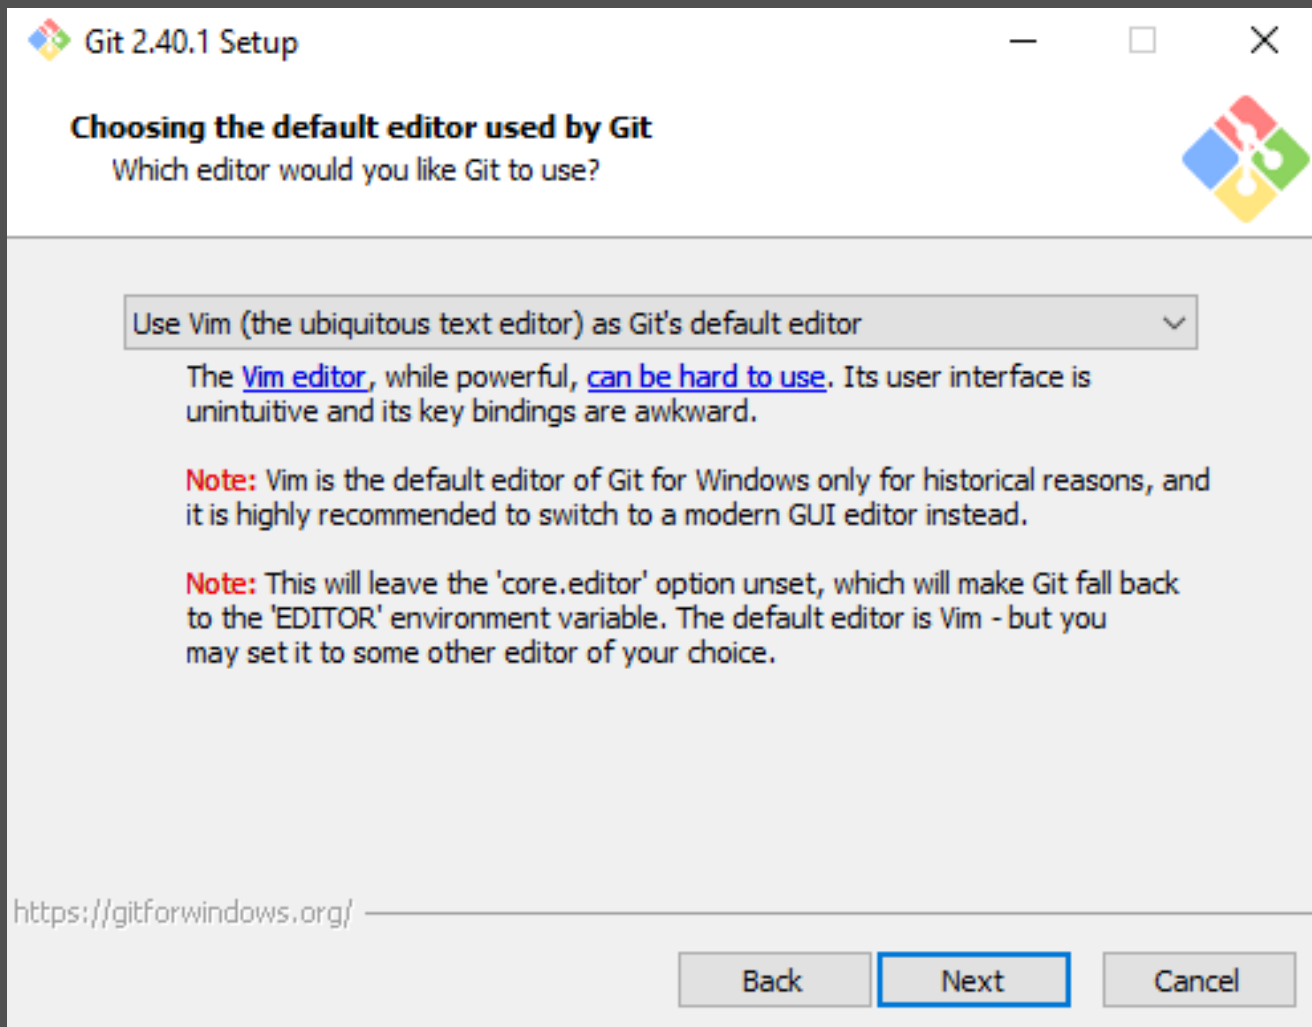 Git 2.40.1 Setup
Choosing the default editor used by Git
Which editor would you like Git to use?
Use Vim (the ubiquitous text editor) as Git's default editor
The Vim editor, while powerful, can be hard to use. Its user interface is
unintuitive and its key bindings are awkward.
Note: Vim is the default editor of Git for Windows only for historical reasons, and
it is highly recommended to switch to a modern GUI editor instead.
Note: This will leave the 'core.editor' option unset, which will make Git fall back
to the 'EDITOR' environment variable. The default editor is Vim - but you
may set it to some other editor of your choice.
https://gitforwindows.org/
Back
Next
Cancel